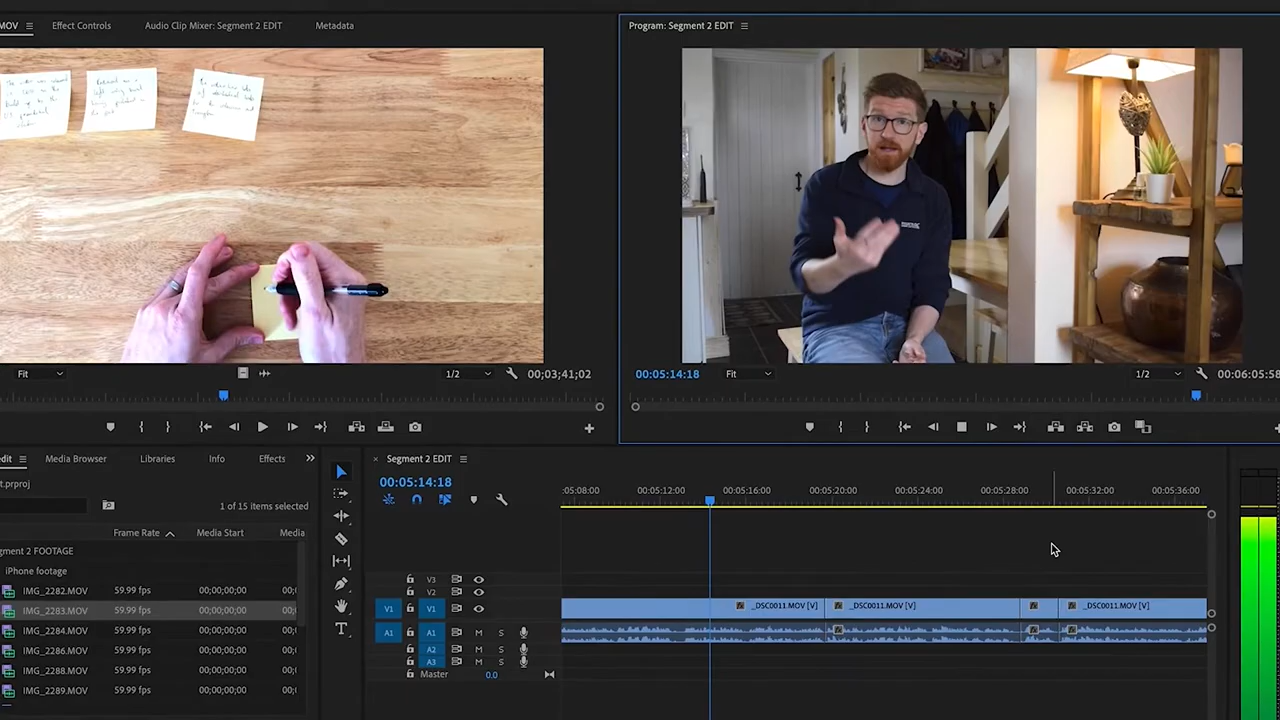 MOV
Effect Controls
Audio Clip Mixer: Segment 2 EDIT
Metadata
Program: Segment 2 EDIT
Fit
1/2
00;03;41;02
00:05:14:18
Fit
1/2
00:06:05:58
edit
Media Browser
Libraries
Info
Effects
t.prproj
1 of 15 items selected
Frame Rate
Media Start
Media
gment 2 FOOTAGE
iPhone footage
IMG_2282.MOV 59.99 fps 00;00;00;00 00;
IMG_2283.MOV 59.99 fps 00;00;00;00 00;
IMG_2284.MOV 59.99 fps 00;00;00;00 00;
IMG_2286.MOV 59.99 fps 00;00;00;00 00;
IMG_2288.MOV 59.99 fps 00;00;00;00 00;
IMG_2289.MOV 59.99 fps 00;00;00;00 00;
Segment 2 EDIT
00:05:14:18
:05:08:00 00:05:12:00 00:05:16:00 00:05:20:00 00:05:24:00 00:05:28:00 00:05:32:00 00:05:36:00
V3
V2
V1 V1 _DSC0011.MOV [V] _DSC0011.MOV [V] _DSC0011.MOV [V]
A1 A1 M S
A2 M S
A3 M S
Master 0.0